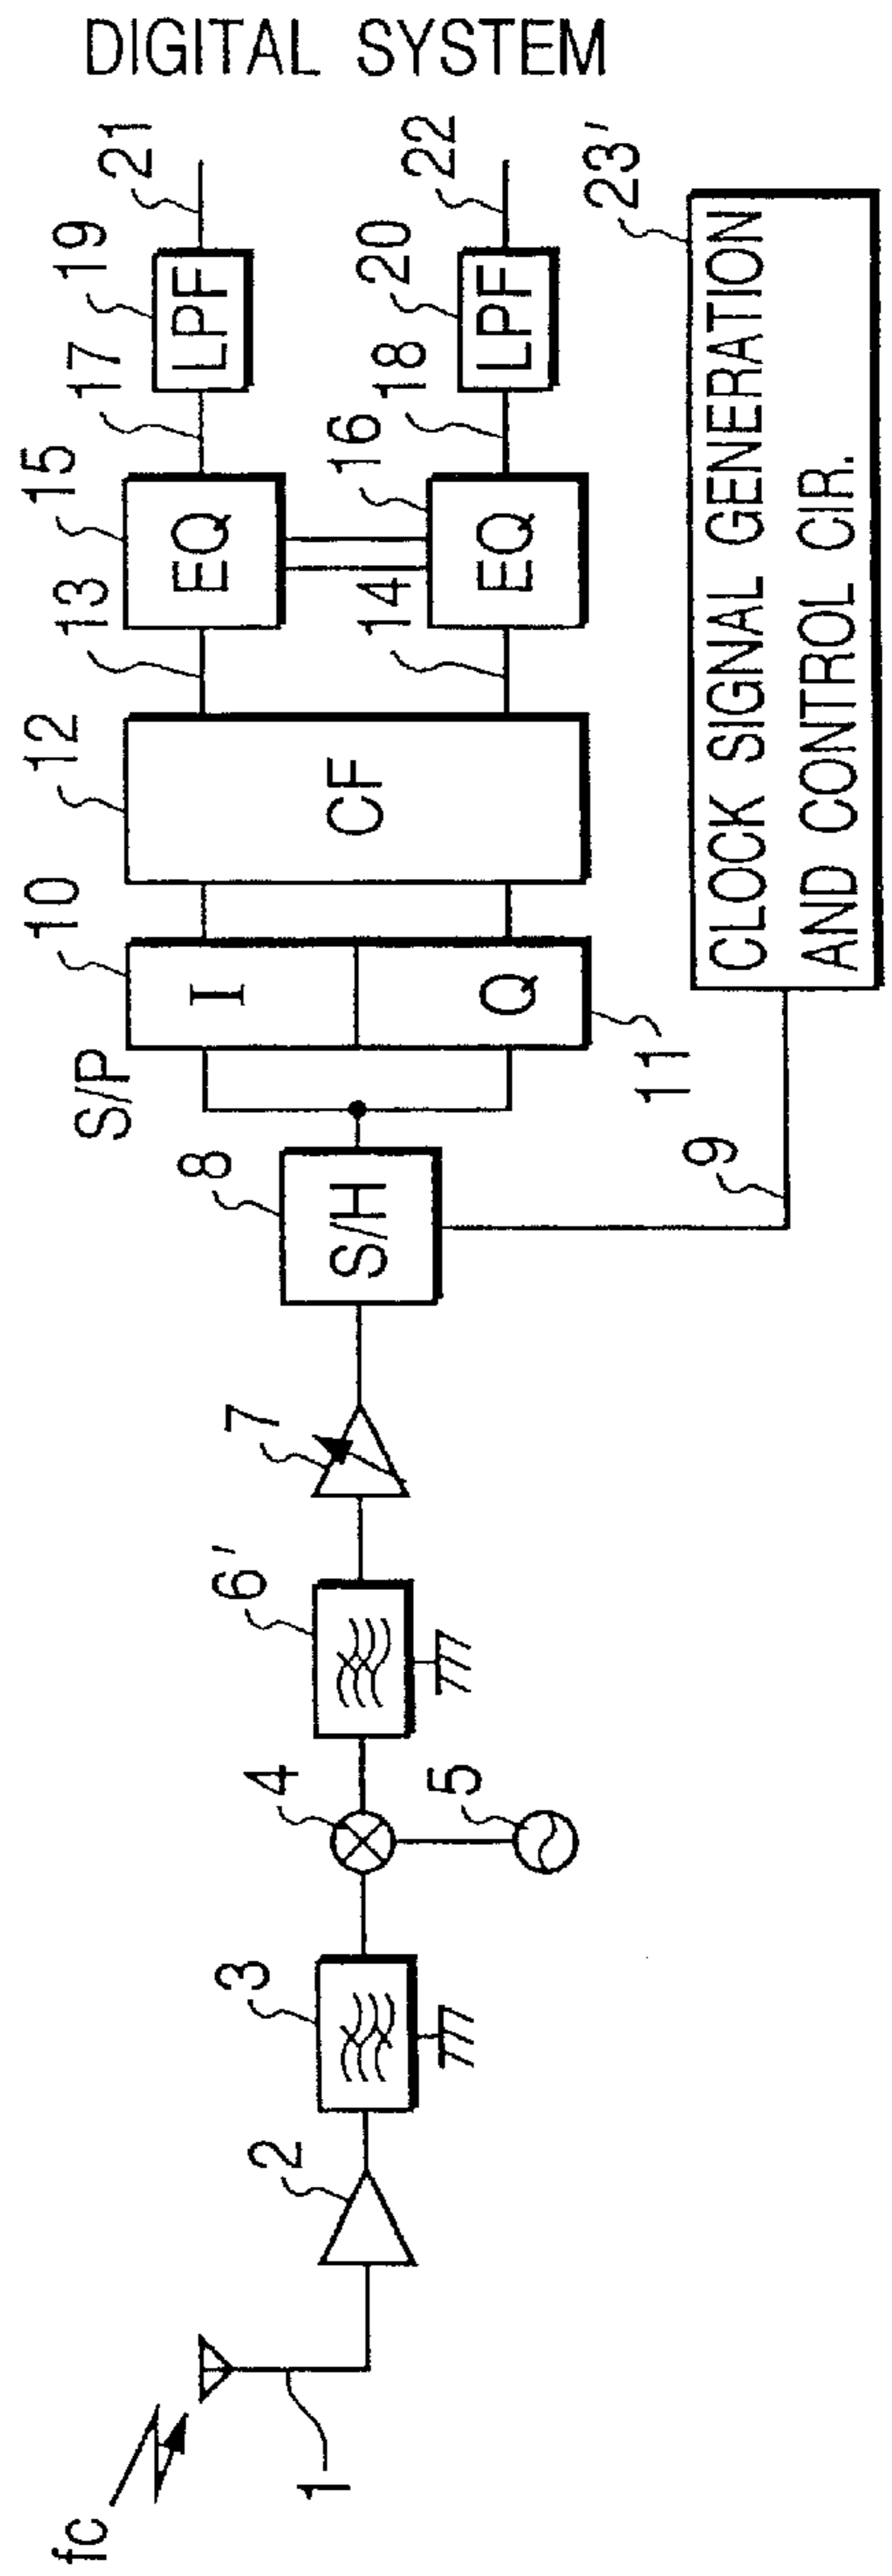 DIGITAL SYSTEM
fc
1
2
3
4
5
6'
7
8
S/H
9
S/P
10
I
Q
11
12
CF
13
14
15
EQ
16
EQ
17
18
19
LPF
20
LPF
21
22
23'
CLOCK SIGNAL GENERATION
AND CONTROL CIR.